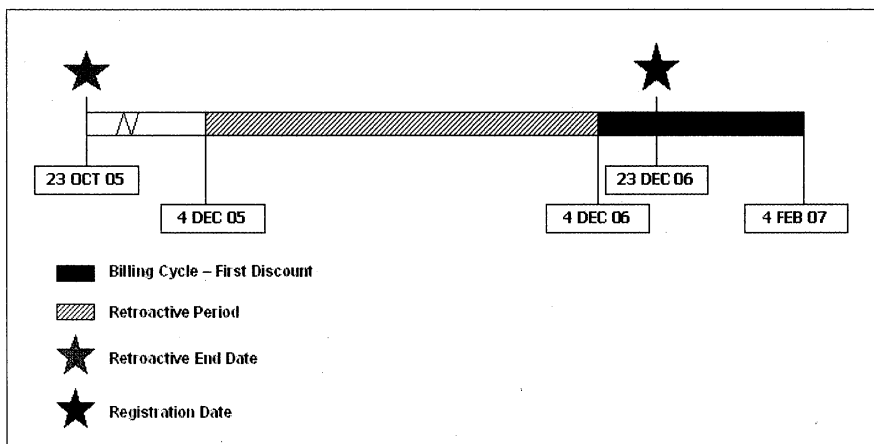 23 OCT 05
23 DEC 06
4 DEC 05
4 DEC 06
4 FEB 07
Billing Cycle – First Discount
Retroactive Period
Retroactive End Date
Registration Date